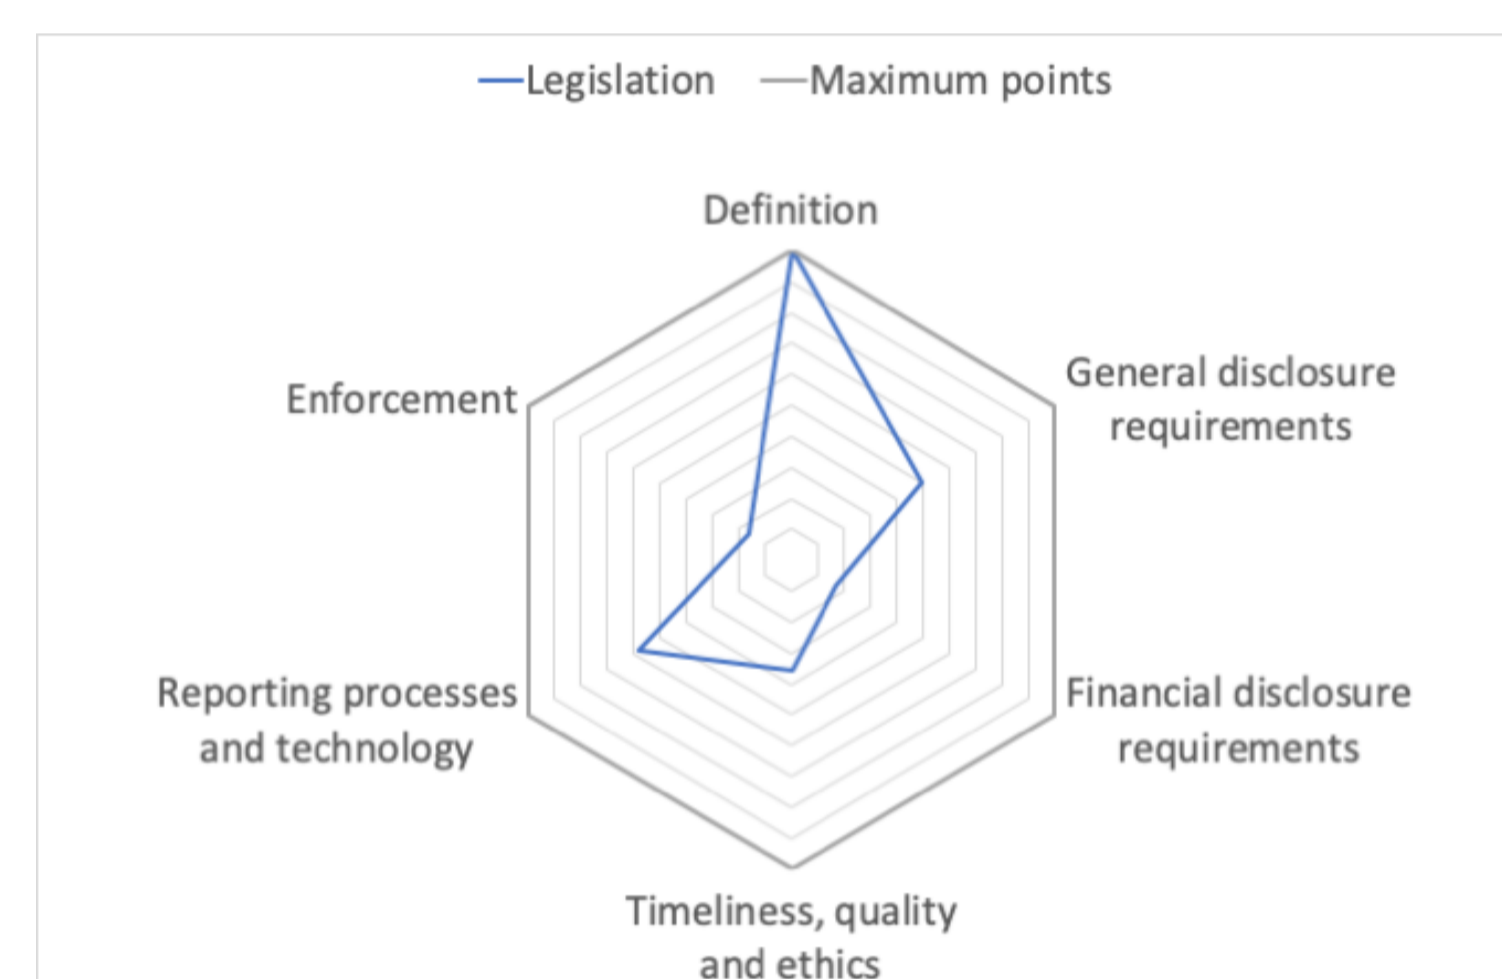 Legislation Maximum points
Definition
General disclosure
requirements
Enforcement
Financial disclosure
requirements
Reporting processes
and technology
Timeliness, quality
and ethics